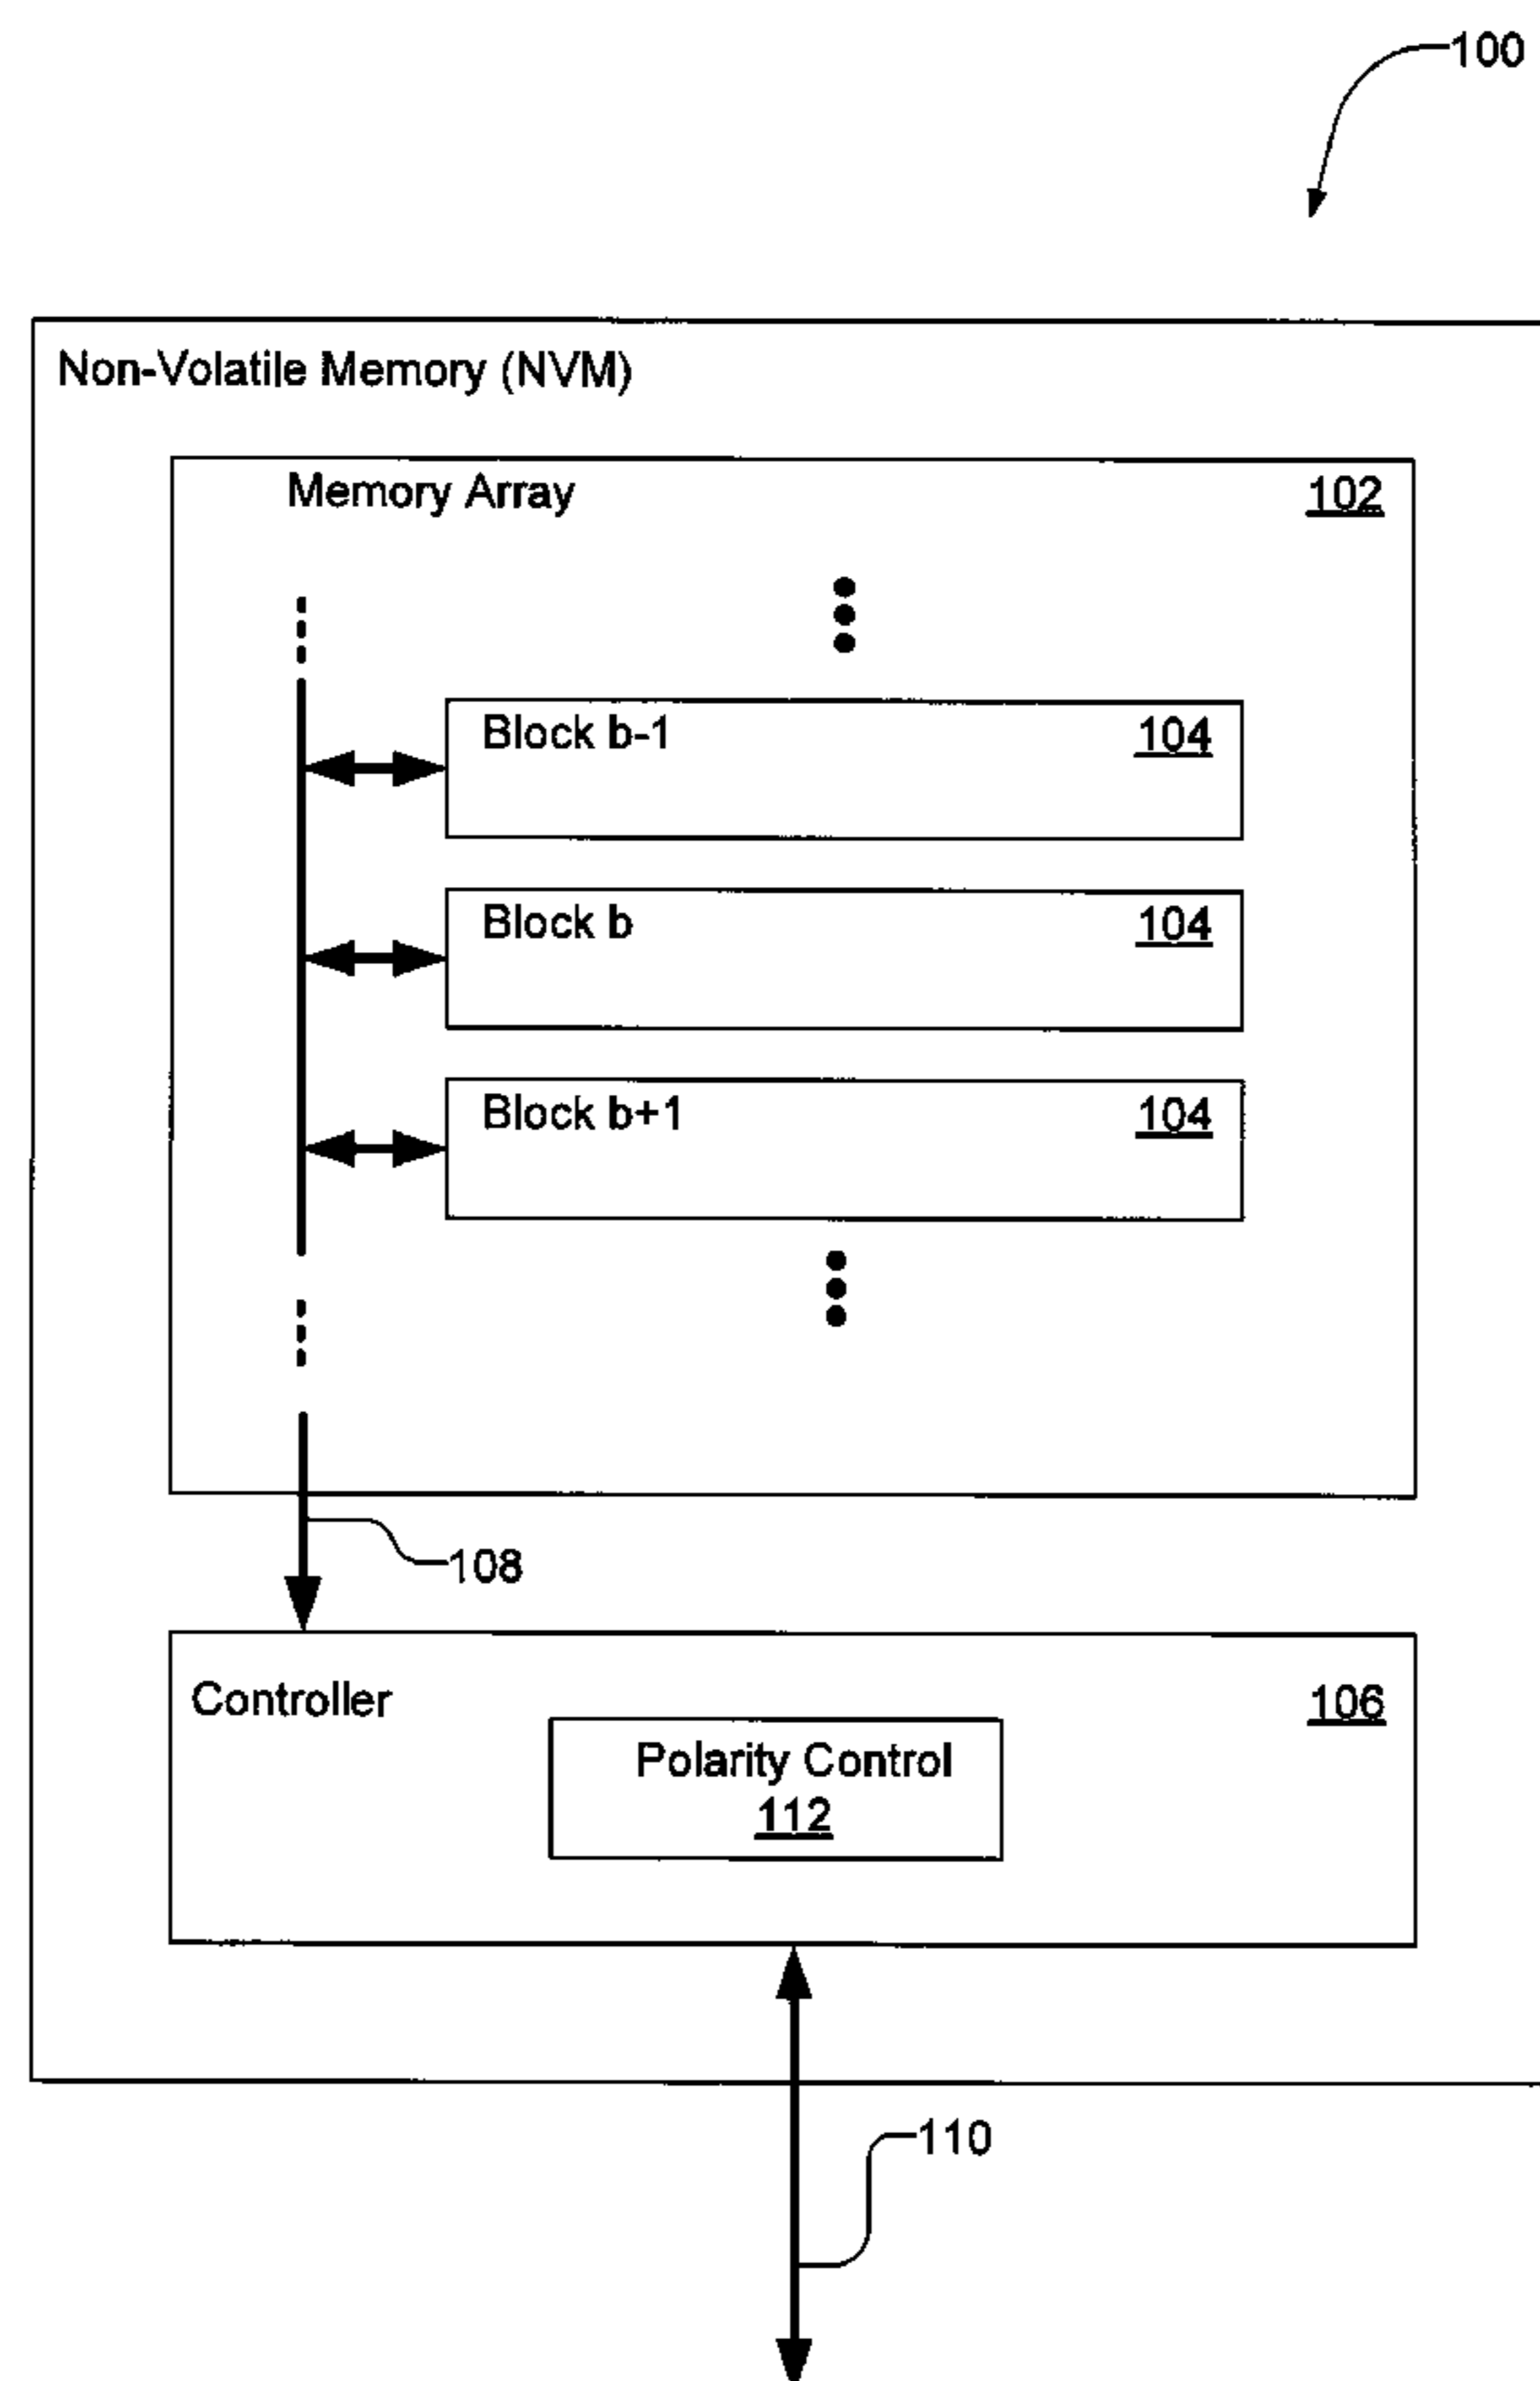 100
Non-Volatile Memory (NVM)
Memory Array 102
Block b-1 104
Block b 104
Block b+1 104
108
Controller 106
Polarity Control
112
110